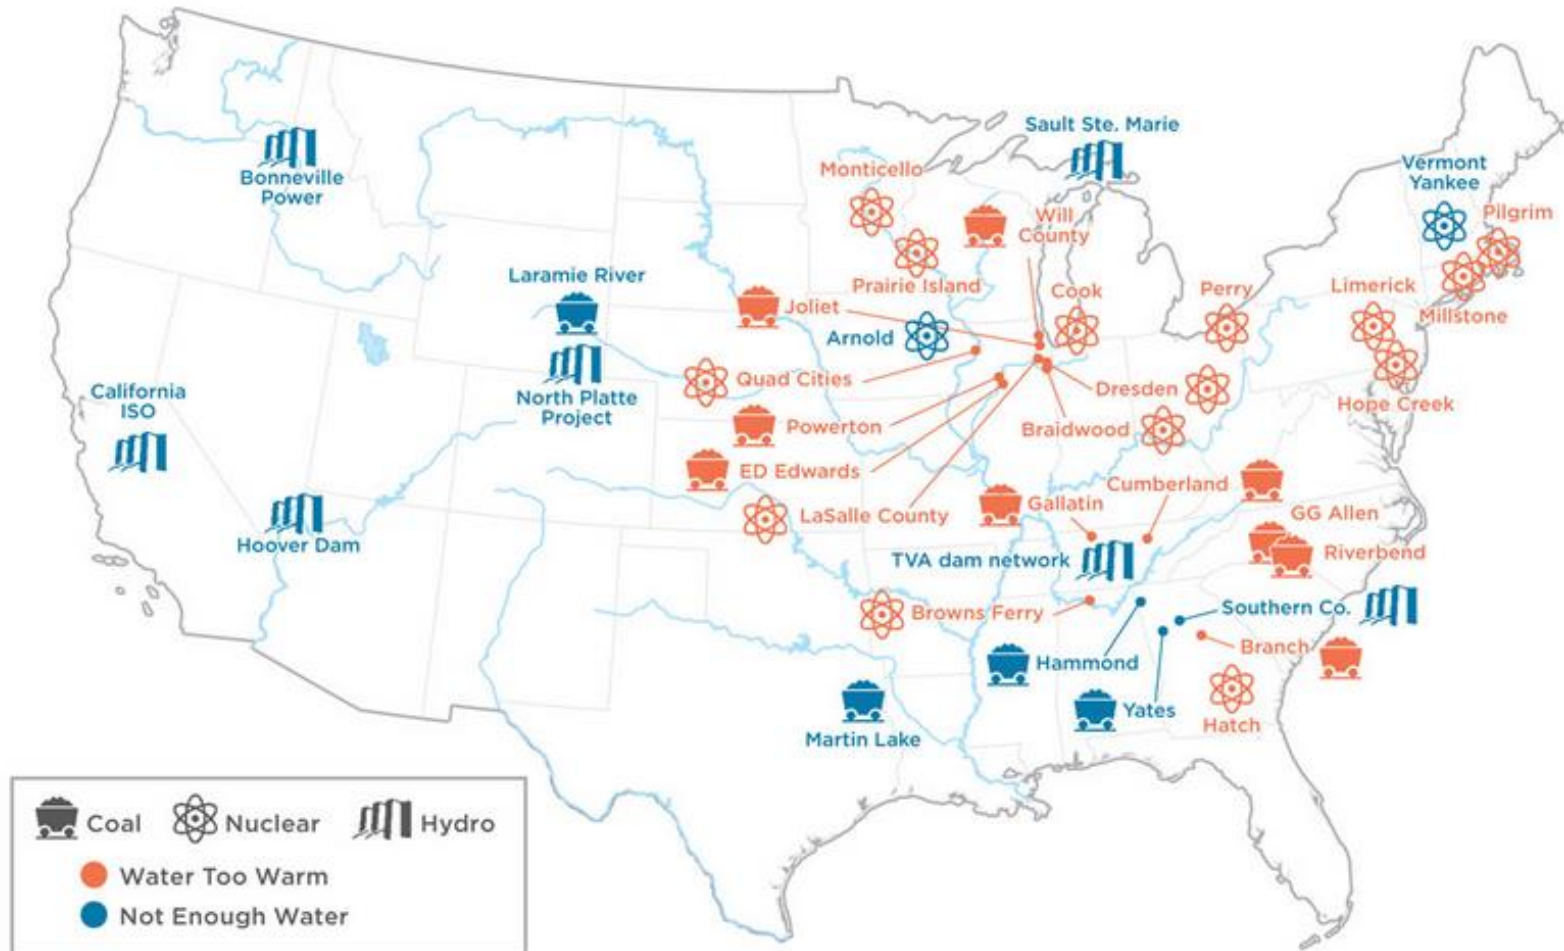 Sault Ste. Marie
Monticello
Vermont
Yankee
Bonneville
Power
Will
County
Pilgrim
Laramie River
Prairie Island
Cook
Perry
Limerick
Joliet
Millstone
Arnold
Quad Cities
Dresden
California
ISO
North Platte
Project
Hope Creek
Powerton
Braidwood
ED Edwards
Cumberland
Gallatin
LaSalle County
GG Allen
Hoover Dam
TVA dam network
Riverbend
Browns Ferry
Southern Co.
Hammond
Branch
Yates
Hatch
Martin Lake
Coal
Nuclear
Hydro
Water Too Warm
Not Enough Water